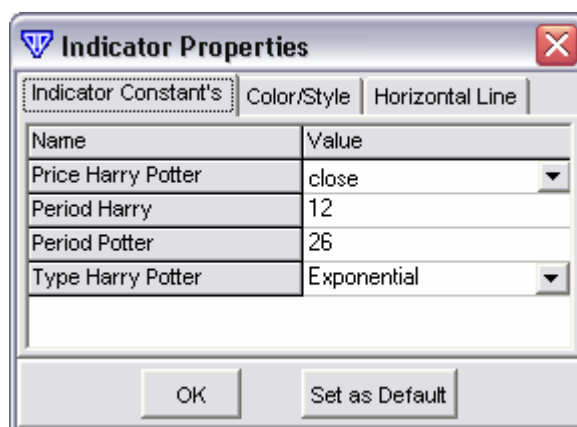 Indicator Properties
Indicator Constant's Color/Style Horizontal Line
Name Value
Price Harry Potter close
Period Harry 12
Period Potter 26
Type Harry Potter Exponential
OK Set as Default